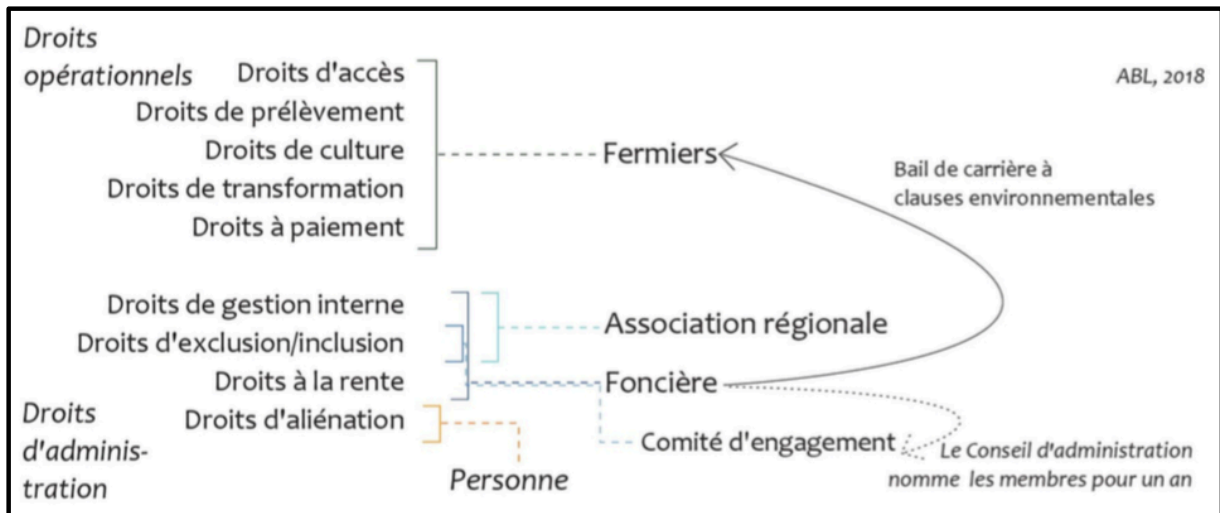 Droits
opérationnels
Droits d'accès
ABL, 2018
Droits de prélèvement
Droits de culture
Fermiers
Droits de transformation
Droits à paiement
Bail de carrière à
clauses environnementales
Droits de gestion interne
Association régionale
Droits d'exclusion/inclusion
Droits à la rente
Foncière
Droits d'aliénation
Droits
d'adminis-
tration
Comité d'engagement
Le Conseil d'administration
nomme les membres pour un an
Personne